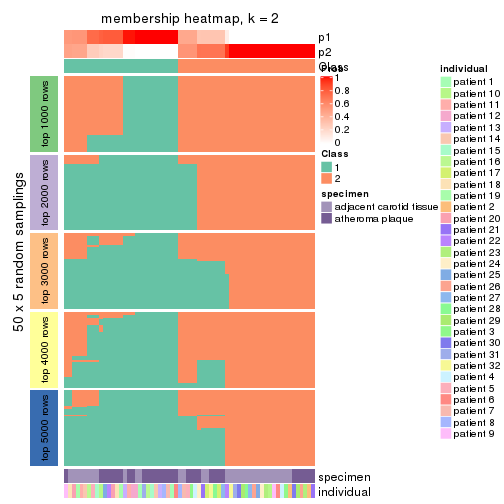 membership heatmap, k = 2
p1
p2
Class
50 x 5 random samplings
top 1000 rows
top 2000 rows
top 3000 rows
top 4000 rows
top 5000 rows
specimen
individual
Prob
1
0.8
0.6
0.4
0.2
0
Class
1
2
specimen
adjacent carotid tissue
atheroma plaque
individual
patient 1
patient 10
patient 11
patient 12
patient 13
patient 14
patient 15
patient 16
patient 17
patient 18
patient 19
patient 2
patient 20
patient 21
patient 22
patient 23
patient 24
patient 25
patient 26
patient 27
patient 28
patient 29
patient 3
patient 30
patient 31
patient 32
patient 4
patient 5
patient 6
patient 7
patient 8
patient 9